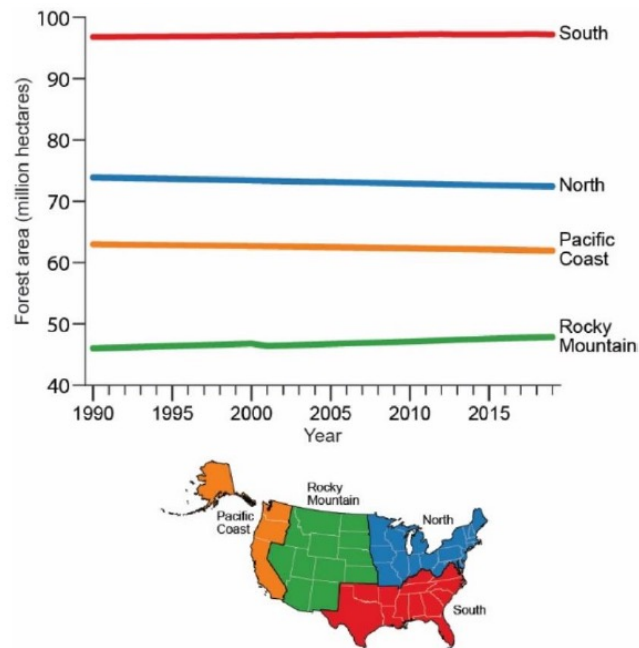 100
90
80
70
60
50
40
Forest area (million hectares)
South
North
Pacific
Coast
Rocky
Mountain
1990 1995 2000 2005 2010 2015
Year
Rocky
Mountain
Pacific
Coast
North
South